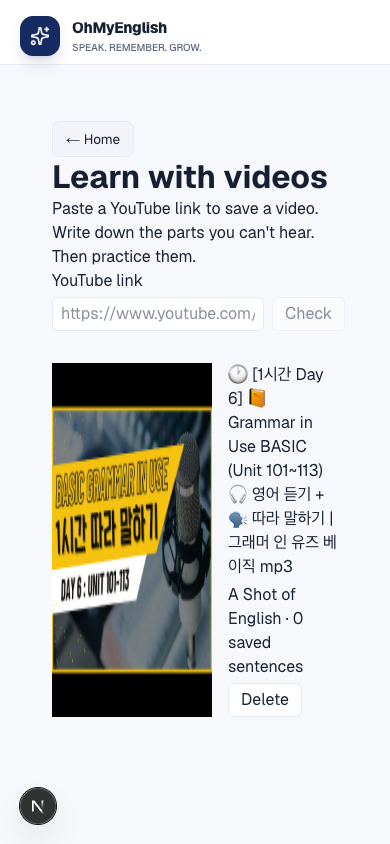 OhMyEnglish
SPEAK. REMEMBER. GROW.
← Home
Learn with videos
Paste a YouTube link to save a video.
Write down the parts you can't hear.
Then practice them.
YouTube link
https://www.youtube.com/
Check
BASIC GRAMMAR IN USE
1시간 따라 말하기
DAY 6 : UNIT 101-113
🕐 [1시간 Day
6] 📙
Grammar in
Use BASIC
(Unit 101~113)
🎧 영어 듣기 +
🗣️ 따라 말하기 |
그래머 인 유즈 베
이직 mp3
A Shot of
English · 0
saved
sentences
Delete
N